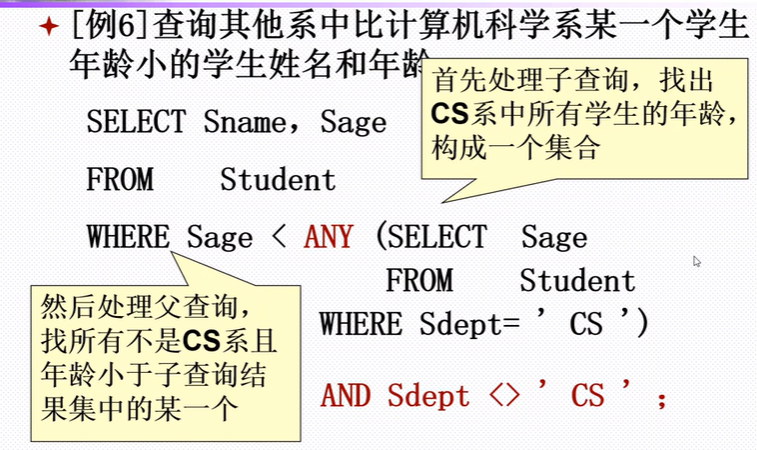 [例6]查询其他系中比计算机科学系某一个学生
年龄小的学生姓名和年龄
首先处理子查询，找出
CS系中所有学生的年龄，
构成一个集合
SELECT Sname，Sage
FROM Student
WHERE Sage < ANY (SELECT Sage
FROM Student
WHERE Sdept= ’ CS ’)
AND Sdept <> ’ CS ’ ；
然后处理父查询，
找所有不是CS系且
年龄小于子查询结
果集中的某一个